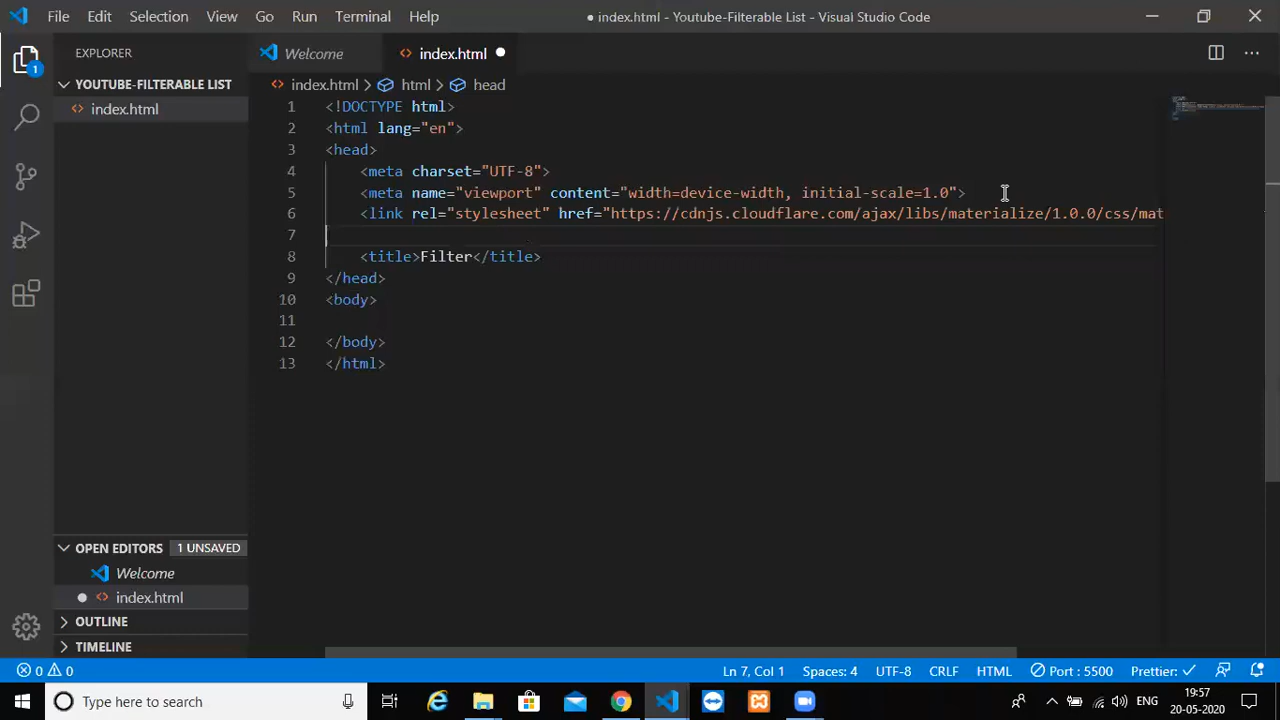 File Edit Selection View Go Run Terminal Help ● index.html - Youtube-Filterable List - Visual Studio Code
EXPLORER Welcome index.html
YOUTUBE-FILTERABLE LIST index.html > html > head
index.html
1 <!DOCTYPE html>
2 <html lang="en">
3 <head>
4 <meta charset="UTF-8">
5 <meta name="viewport" content="width=device-width, initial-scale=1.0">
6 <link rel="stylesheet" href="https://cdnjs.cloudflare.com/ajax/libs/materialize/1.0.0/css/mat
7
8 <title>Filter</title>
9 </head>
10 <body>
11
12 </body>
13 </html>
1
OPEN EDITORS 1 UNSAVED
Welcome
index.html
OUTLINE
TIMELINE
0 0 Ln 7, Col 1 Spaces: 4 UTF-8 CRLF HTML Port : 5500 Prettier: ✓
Type here to search ENG 19:57
20-05-2020